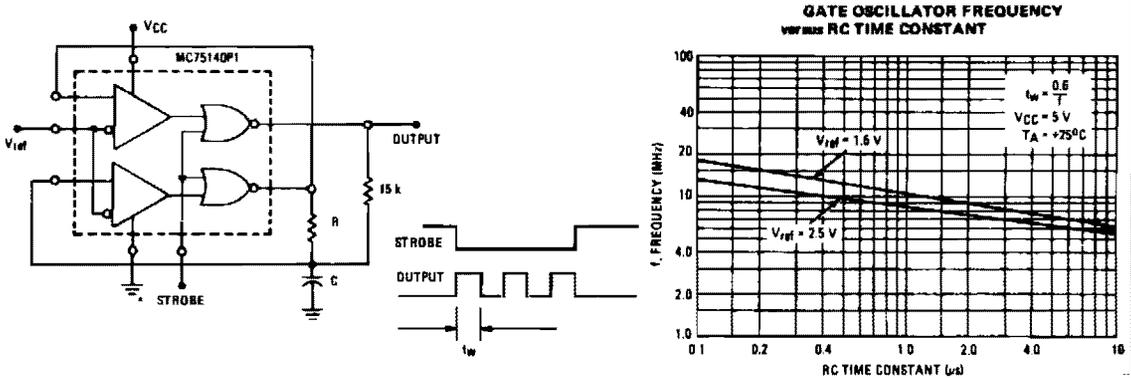 VCC
MC75140P1
Vref
OUTPUT
15 k
R
C
STROBE
STROBE
OUTPUT
tw
GATE OSCILLATOR FREQUENCY
versus RC TIME CONSTANT
f, FREQUENCY (MHz)
100
40
20
10
4.0
2.0
1.0
tw = 0.6
f
VCC = 5 V
TA = +25°C
Vref = 1.6 V
Vref = 2.5 V
0.1 0.2 0.4 1.0 2.0 4.0 10
RC TIME CONSTANT (µs)